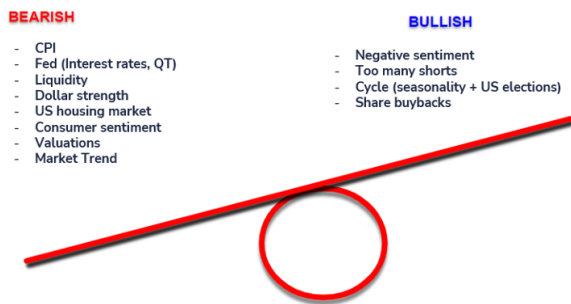 BEARISH
- CPI
- Fed (Interest rates, QT)
- Liquidity
- Dollar strength
- US housing market
- Consumer sentiment
- Valuations
- Market Trend
BULLISH
- Negative sentiment
- Too many shorts
- Cycle (seasonality + US elections)
- Share buybacks